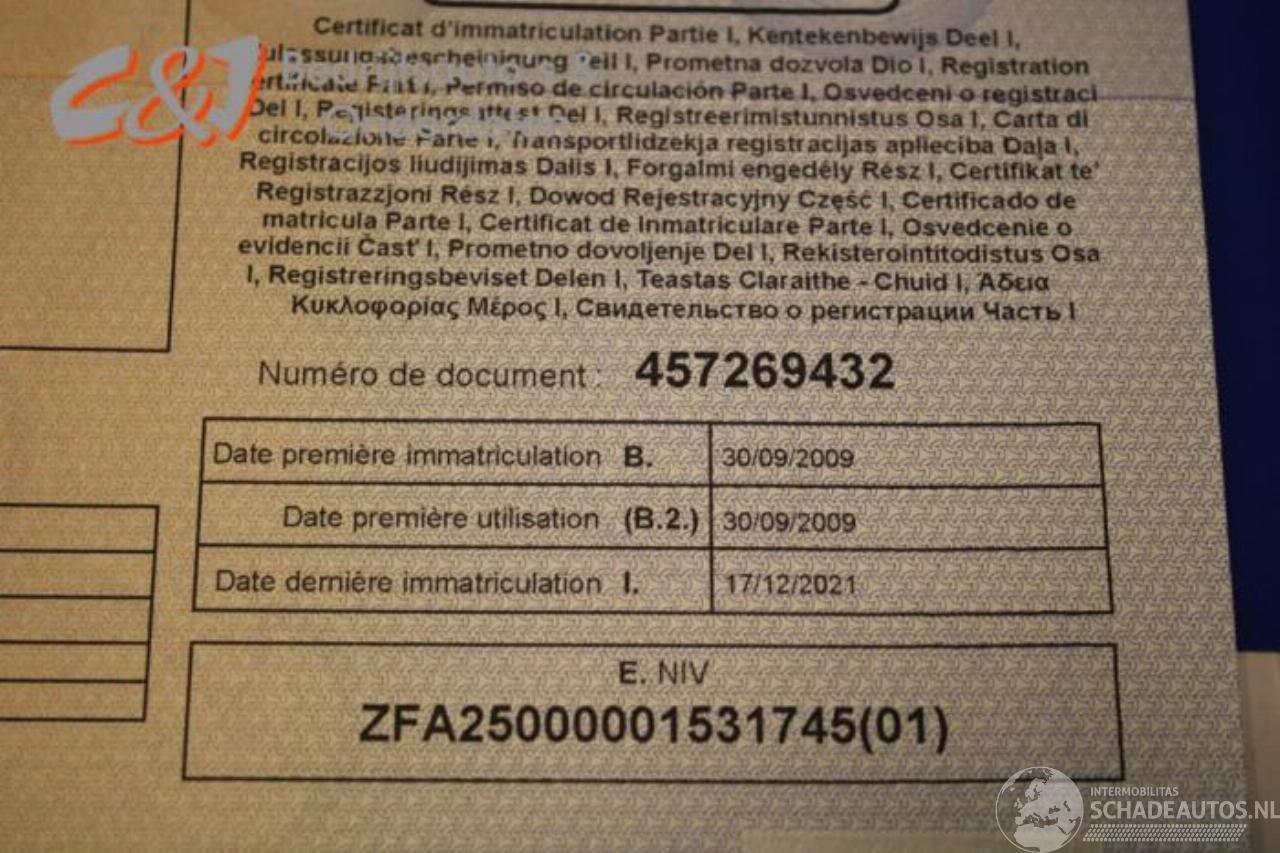 Certificat d'immatriculation Partie I, Kentekenbewijs Deel I,
Teil I, Prometna dozvola Dio I, Registration
Part I, Permiso de circulación Parte I, Osvedceni o registraci
Del I, Registerings attest Del I, Registreerimistunnistus Osa I, Carta di
circolazione Parte I, Transportlidzekja registracijas aplieciba Daļa I,
Registracijos liudijimas Dalis I, Forgalmi engedély Rész I, Certifikat te'
Registrazzjoni Rész I, Dowod Rejestracyjny Część I, Certificado de
matricula Parte I, Certificat de Inmatriculare Parte I, Osvedcenie o
evidencii Čast' I, Prometno dovoljenje Del I, Rekisterointitodistus Osa
I, Registreringsbeviset Delen I, Teastas Claraithe - Chuid I, Άδεια
Κυκλοφορίας Μέρος I, Свидетельство о регистрации Часть I
Numéro de document : 457269432
Date première immatriculation B. 30/09/2009
Date première utilisation (B.2.) 30/09/2009
Date dernière immatriculation I. 17/12/2021
E. NIV
ZFA25000001531745(01)
C&J
INTERMOBILITAS
SCHADEAUTOS.NL